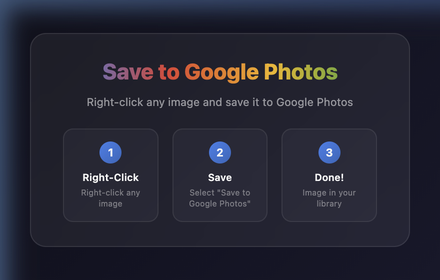 Save to Google Photos
Right-click any image and save it to Google Photos
1
Right-Click
Right-click any
image
2
Save
Select "Save to
Google Photos"
3
Done!
Image in your
library